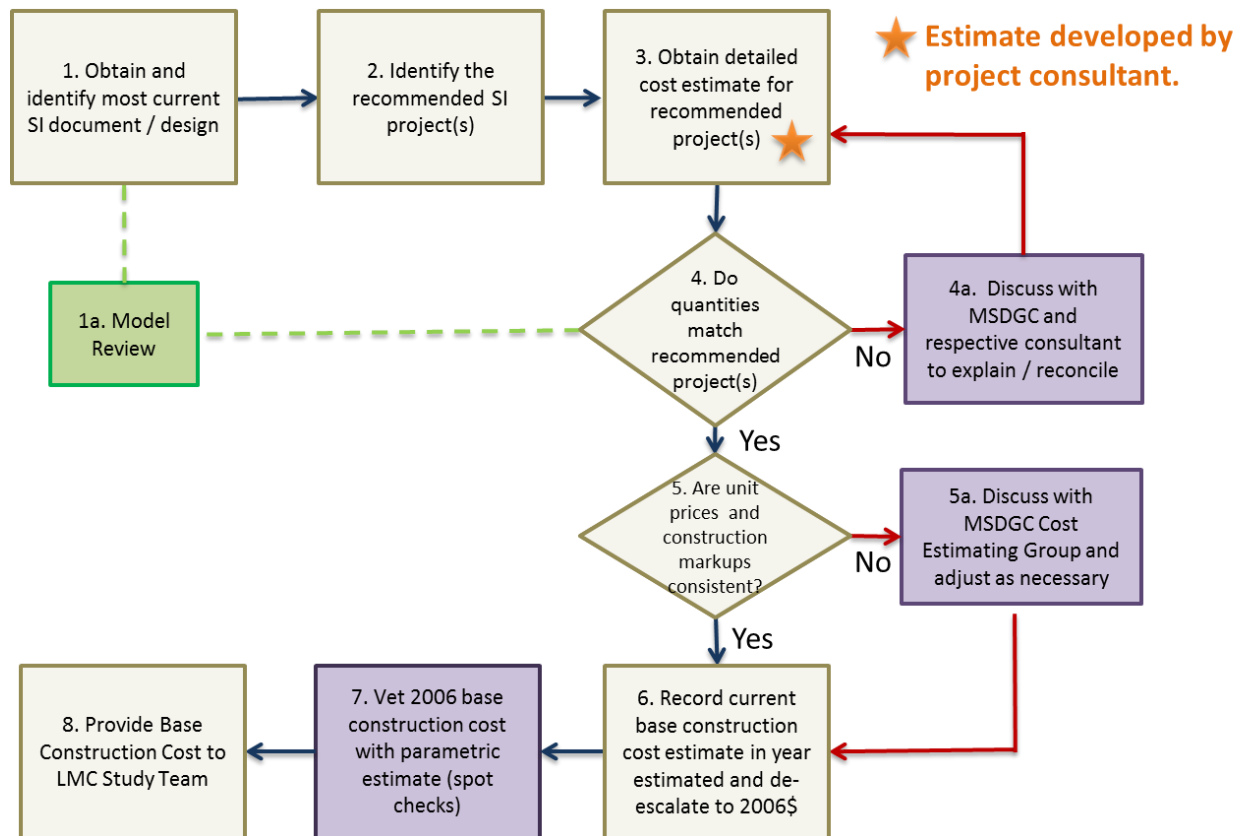 1. Obtain and
identify most current
SI document / design
2. Identify the
recommended SI
project(s)
3. Obtain detailed
cost estimate for
recommended
project(s)
Estimate developed by
project consultant.
1a. Model
Review
4. Do
quantities
match
recommended
project(s)
No
4a. Discuss with
MSDGC and
respective consultant
to explain / reconcile
Yes
5. Are unit
prices and
construction
markups
consistent?
No
5a. Discuss with
MSDGC Cost
Estimating Group and
adjust as necessary
Yes
8. Provide Base
Construction Cost to
LMC Study Team
7. Vet 2006 base
construction cost
with parametric
estimate (spot
checks)
6. Record current
base construction
cost estimate in year
estimated and de-
escalate to 2006$